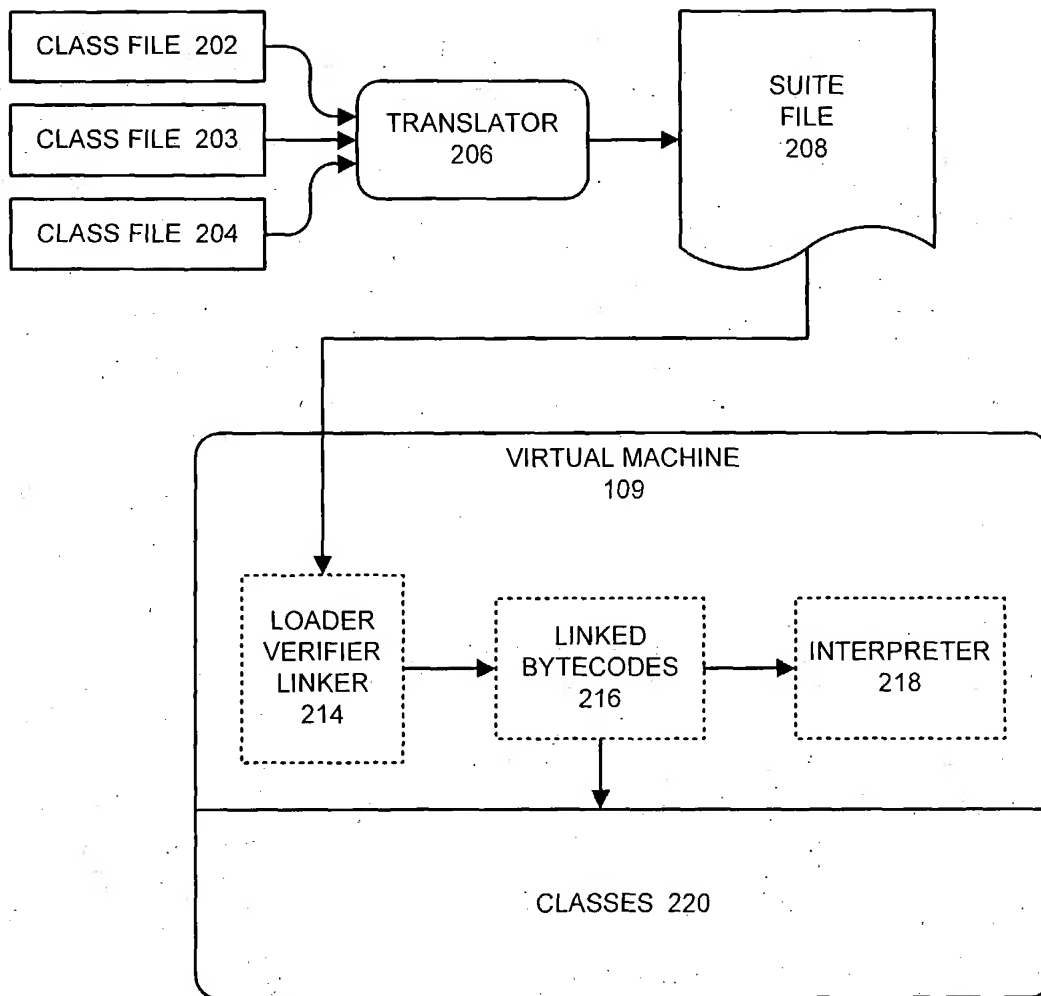 CLASS FILE 202
CLASS FILE 203
CLASS FILE 204
TRANSLATOR
206
SUITE
FILE
208
VIRTUAL MACHINE
109
LOADER
VERIFIER
LINKER
214
LINKED
BYTECODES
216
INTERPRETER
218
CLASSES 220